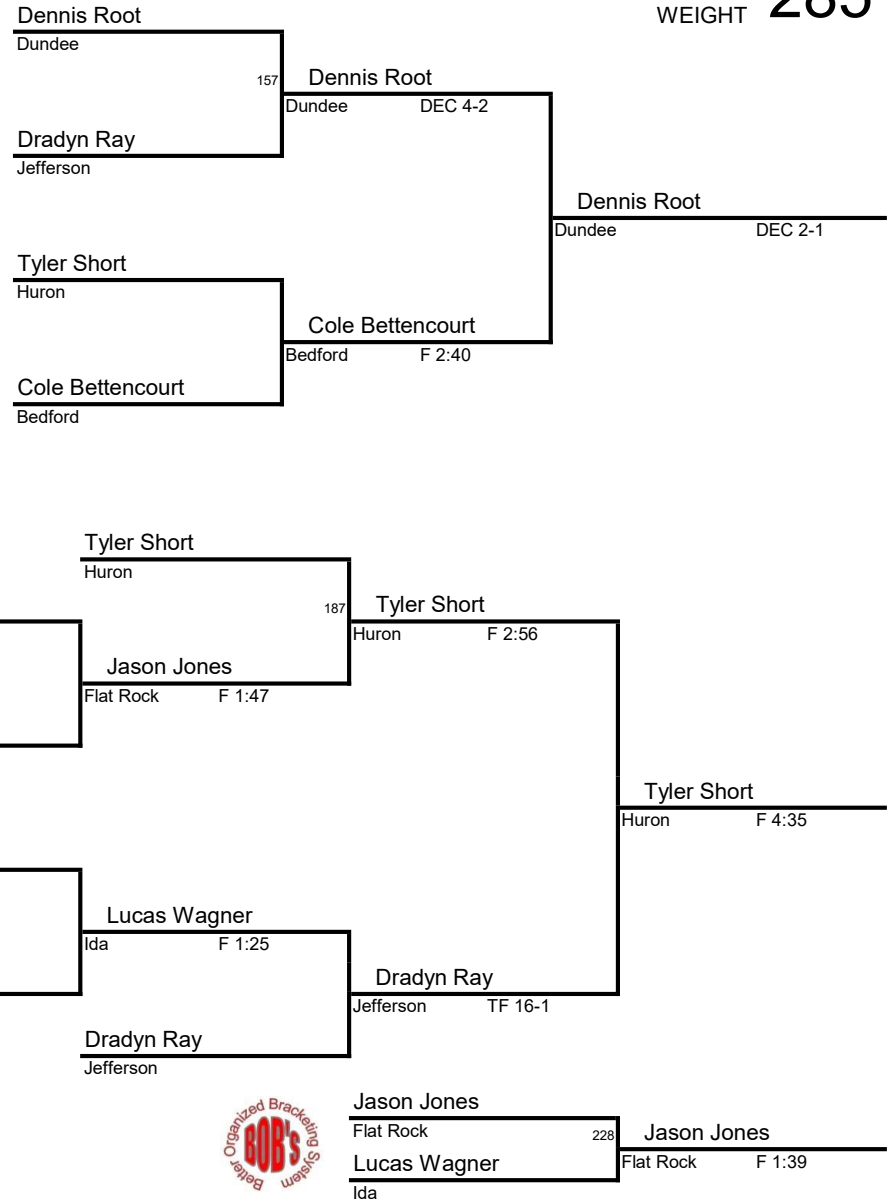 Dennis Root
WEIGHT 285
Dundee
157
Dennis Root
Dundee DEC 4-2
Dradyn Ray
Jefferson
Dennis Root
Dundee DEC 2-1
Tyler Short
Huron
Cole Bettencourt
Bedford F 2:40
Cole Bettencourt
Bedford
Tyler Short
Huron
187
Tyler Short
Huron F 2:56
Jason Jones
Flat Rock F 1:47
Tyler Short
Huron F 4:35
Lucas Wagner
Ida F 1:25
Dradyn Ray
Jefferson TF 16-1
Dradyn Ray
Jefferson
Better Organized Bracketing System
BOB's
Jason Jones
Flat Rock
228
Jason Jones
Flat Rock F 1:39
Lucas Wagner
Ida